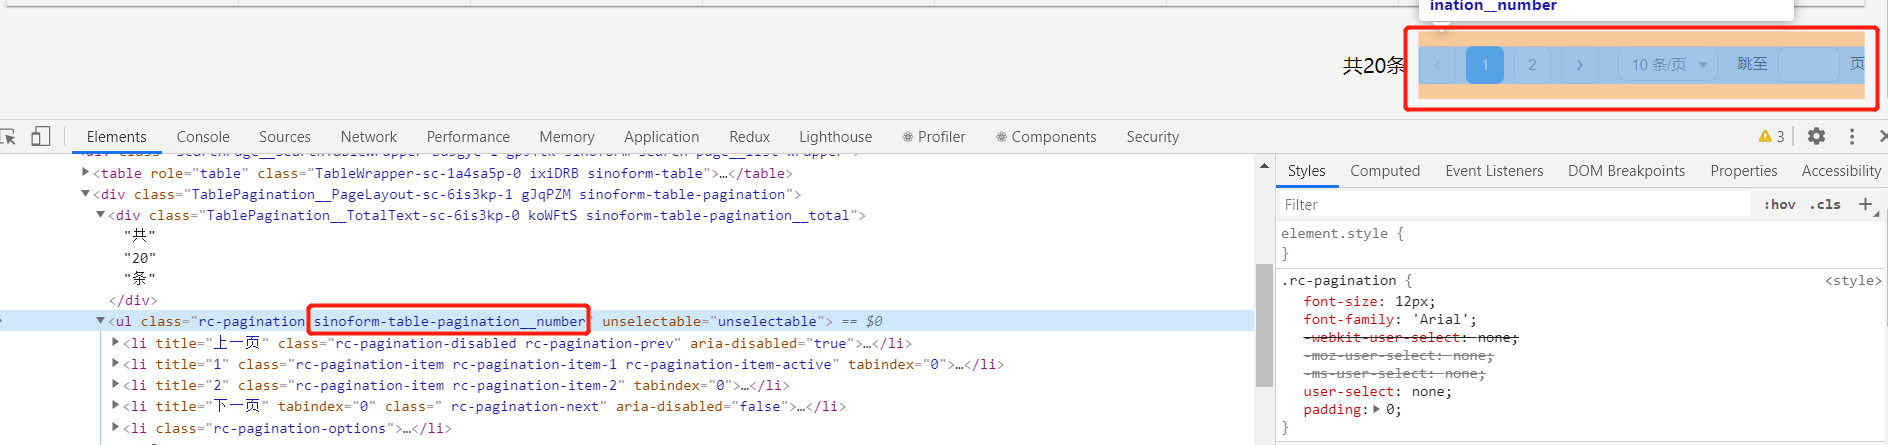 ination__number
共20条
1
2
10 条/页
跳至
页
Elements
Console
Sources
Network
Performance
Memory
Application
Redux
Lighthouse
Profiler
Components
Security
3
<table role="table" class="TableWrapper-sc-1a4sa5p-0 ixiDRB sinoform-table">…</table>
<div class="TablePagination__PageLayout-sc-6is3kp-1 gJqPZM sinoform-table-pagination">
<div class="TablePagination__TotalText-sc-6is3kp-0 koWFtS sinoform-table-pagination__total">
"共"
"20"
"条"
</div>
<ul class="rc-pagination sinoform-table-pagination__number" unselectable="unselectable"> == $0
<li title="上一页" class="rc-pagination-disabled rc-pagination-prev" aria-disabled="true">…</li>
<li title="1" class="rc-pagination-item rc-pagination-item-1 rc-pagination-item-active" tabindex="0">…</li>
<li title="2" class="rc-pagination-item rc-pagination-item-2" tabindex="0">…</li>
<li title="下一页" tabindex="0" class=" rc-pagination-next" aria-disabled="false">…</li>
<li class="rc-pagination-options">…</li>
Styles
Computed
Event Listeners
DOM Breakpoints
Properties
Accessibility
Filter
:hov
.cls
element.style {
}
.rc-pagination {
<style>
font-size: 12px;
font-family: 'Arial';
-webkit-user-select: none;
-moz-user-select: none;
-ms-user-select: none;
user-select: none;
padding: 0;
}